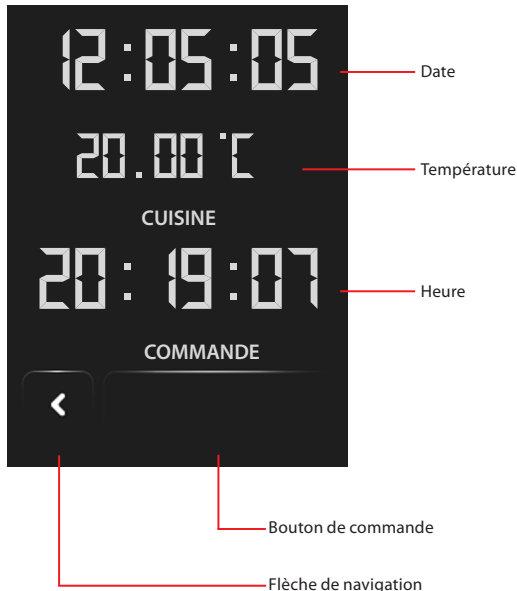 12:05:05
Date
20.00 °C
Température
CUISINE
20:19:07
Heure
COMMANDE
Bouton de commande
Flèche de navigation